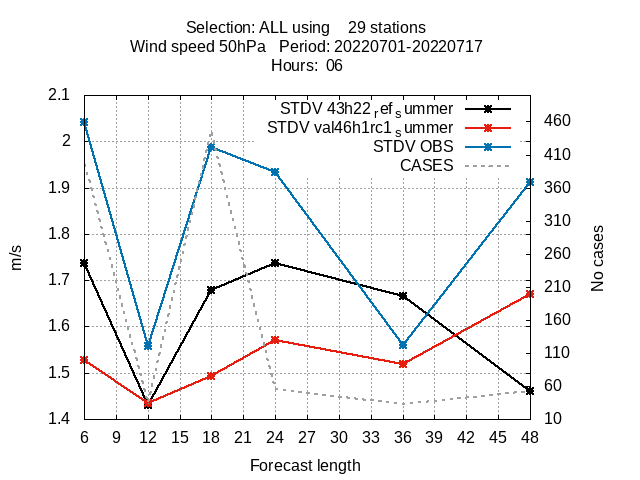 Selection: ALL using 29 stations
Wind speed 50hPa Period: 20220701-20220717
Hours: 06
STDV 43h22_ref_summer
STDV val46h1rc1_summer
STDV OBS
CASES
2.1
2
1.9
1.8
1.7
1.6
1.5
1.4
m/s
460
410
360
310
260
210
160
110
60
10
No cases
6 9 12 15 18 21 24 27 30 33 36 39 42 45 48
Forecast length